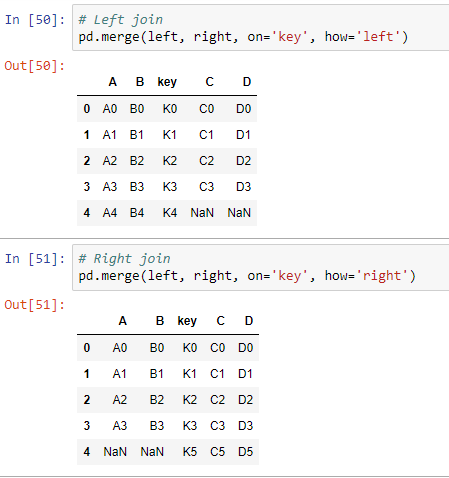 In [50]: # Left join
pd.merge(left, right, on='key', how='left')
Out[50]:
A B key C D
0 A0 B0 K0 C0 D0
1 A1 B1 K1 C1 D1
2 A2 B2 K2 C2 D2
3 A3 B3 K3 C3 D3
4 A4 B4 K4 NaN NaN
In [51]: # Right join
pd.merge(left, right, on='key', how='right')
Out[51]:
A B key C D
0 A0 B0 K0 C0 D0
1 A1 B1 K1 C1 D1
2 A2 B2 K2 C2 D2
3 A3 B3 K3 C3 D3
4 NaN NaN K5 C5 D5